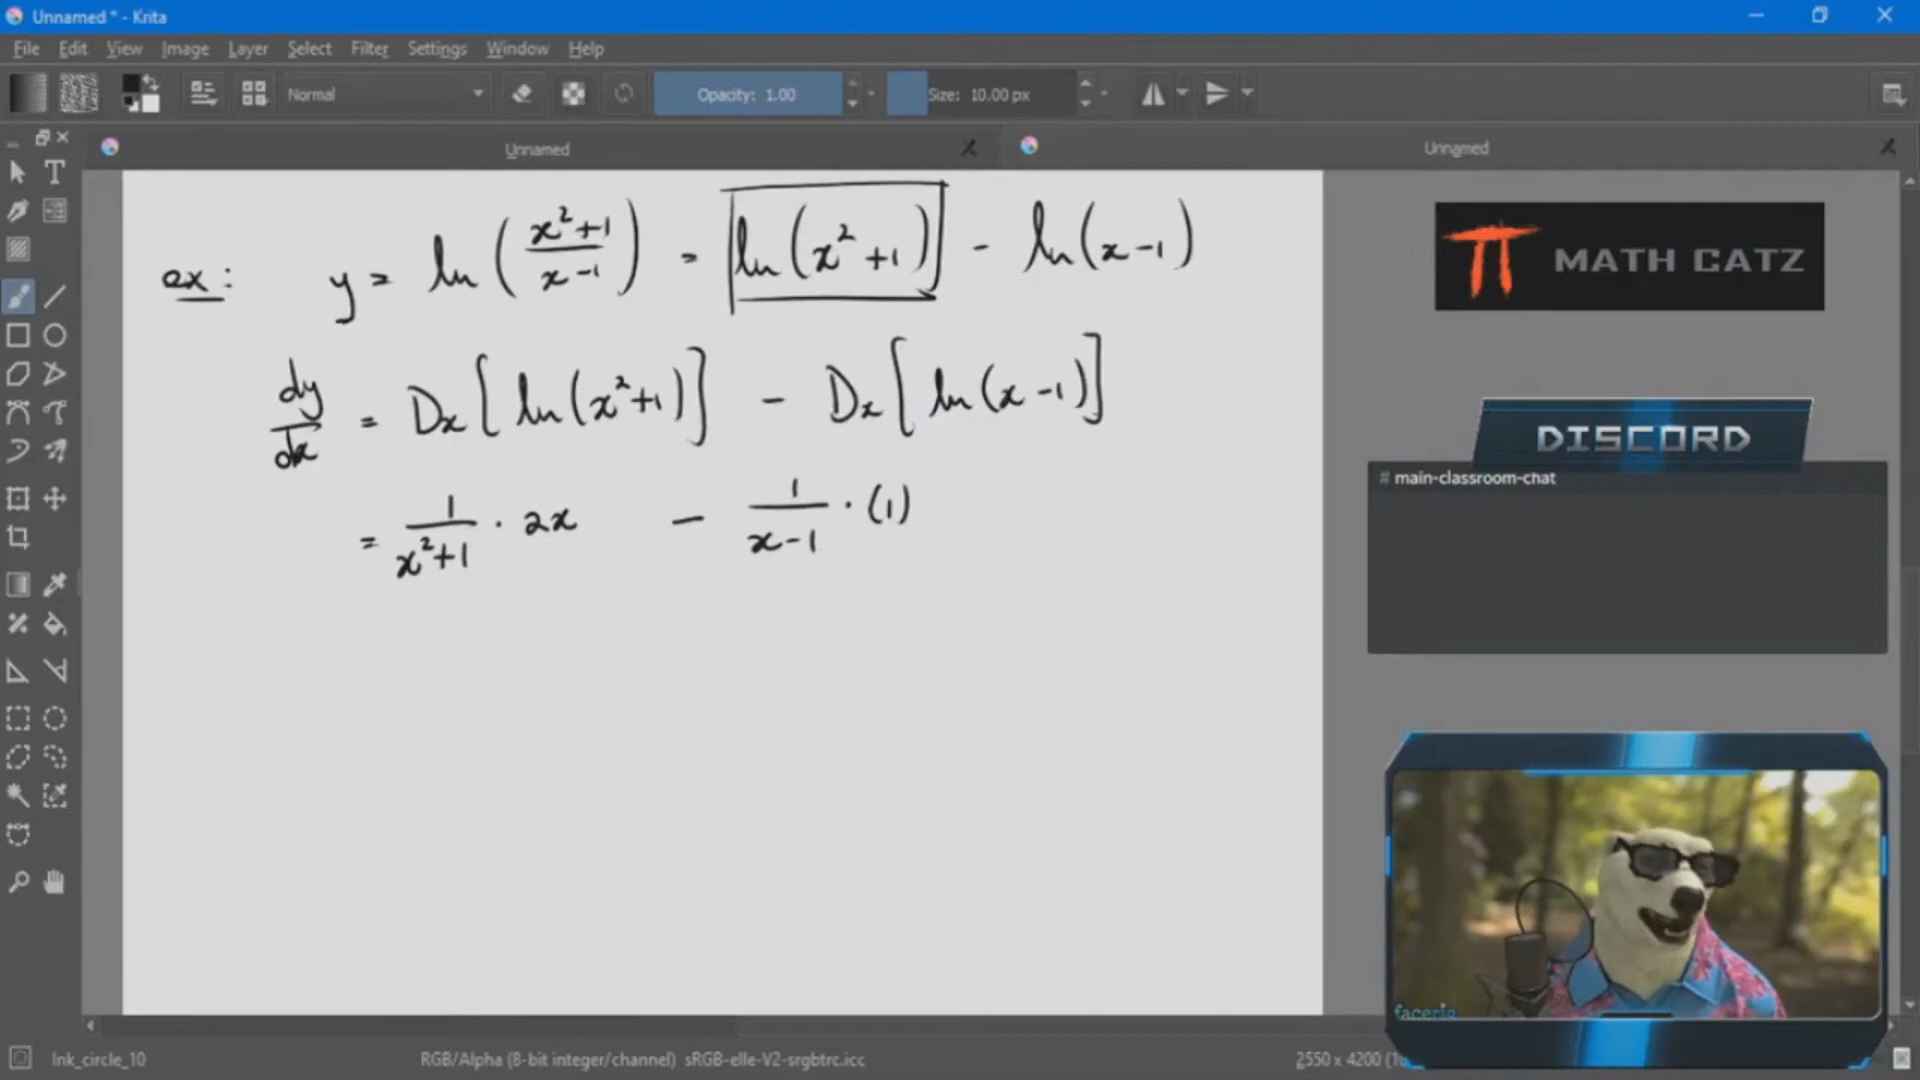 Unnamed * - Krita
File Edit View Image Layer Select Filter Settings Window Help
Normal Opacity: 1.00 Size: 10.00 px
Unnamed Unnamed
ex: y = ln((x²+1)/(x-1)) = ln(x²+1) - ln(x-1)
dy/dx = Dx[ln(x²+1)] - Dx[ln(x-1)]
= 1/(x²+1) · 2x - 1/(x-1) · (1)
MATH CATZ
DISCORD
# main-classroom-chat
facerig
Ink_circle_10 RGB/Alpha (8-bit integer/channel) sRGB-elle-V2-srgbtrc.icc 2550 x 4200